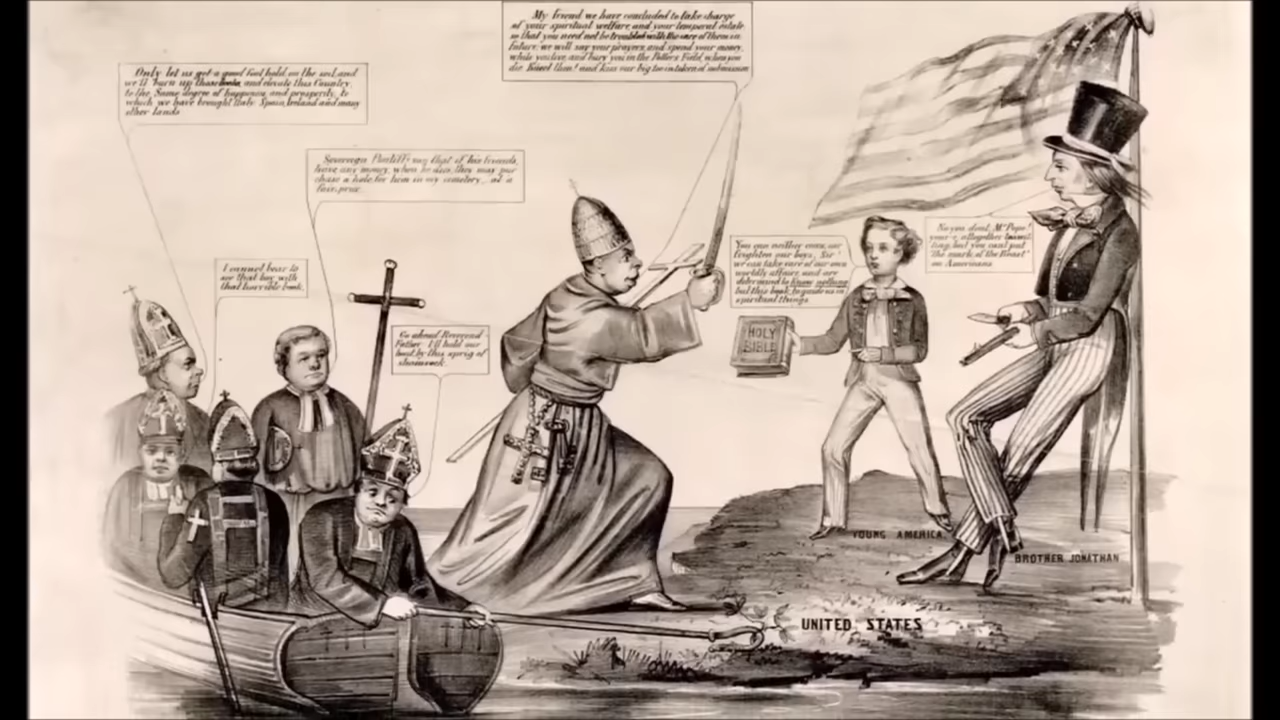 My friend we have concluded to take charge
of your spiritual welfare, and your temporal estate,
so that you need not be troubled with the care of them in
future; we will say your prayers, and spend your money,
while you live, and bury you in the Potters Field, when you
die. Kneel then! and kiss our big toe in token of submission.
Only let us get a good foot hold on the soil, and
we'll burn up those books, and elevate this Country,
to the Same degree of happiness and prosperity, to
which we have brought Italy Spain, Ireland and many
other lands
Sovereign Pontiff; say that if his friends,
have any money, when he dies, they may pur
chase a hole for him in my cemetery, at a
fair price.
I cannot bear to
see that boy with
that horrible book.
Go ahead Reverend
Father I'll hold our
boat by this sprig of
shamrock.
You can neither coax, nor
frighten our boys, Sir!
we can take care of our own
worldly affairs, and are
determined to Know nothing
but this book, to guide us in
spiritual things.
No you don't, Mr Pope!
your'e altogether
but you can't put
"the mark of the Beast"
on Americans.
HOLY
BIBLE
YOUNG AMERICA.
BROTHER JONATHAN
UNITED STATES